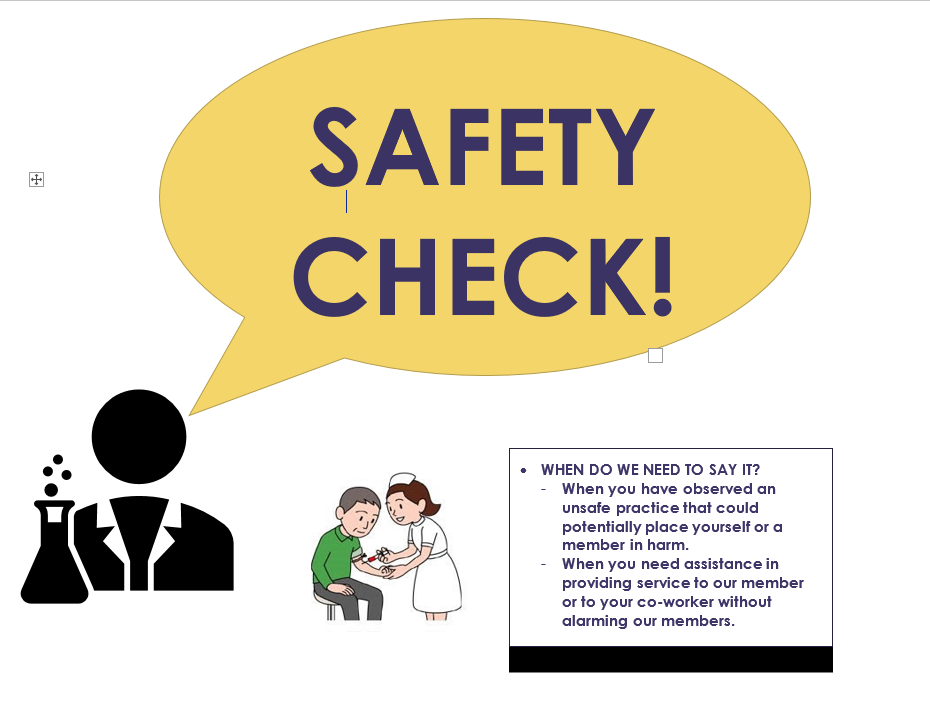 SAFETY
CHECK!
• WHEN DO WE NEED TO SAY IT?
- When you have observed an
unsafe practice that could
potentially place yourself or a
member in harm.
- When you need assistance in
providing service to our member
or to your co-worker without
alarming our members.